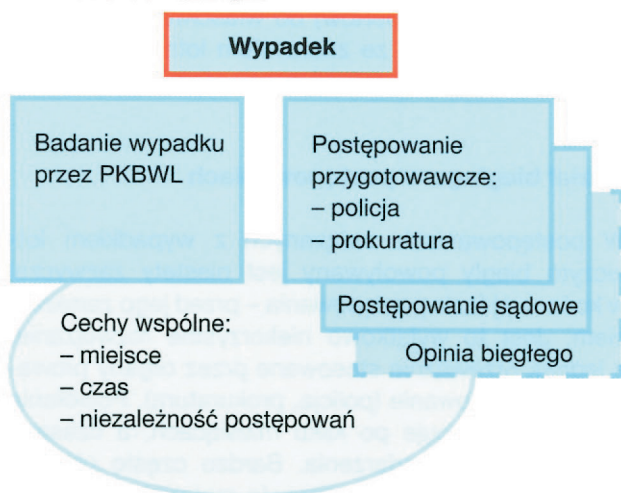 Wypadek
Badanie wypadku
przez PKBWL
Postępowanie
przygotowawcze:
– policja
– prokuratura
Postępowanie sądowe
Opinia biegłego
Cechy wspólne:
– miejsce
– czas
– niezależność postępowań